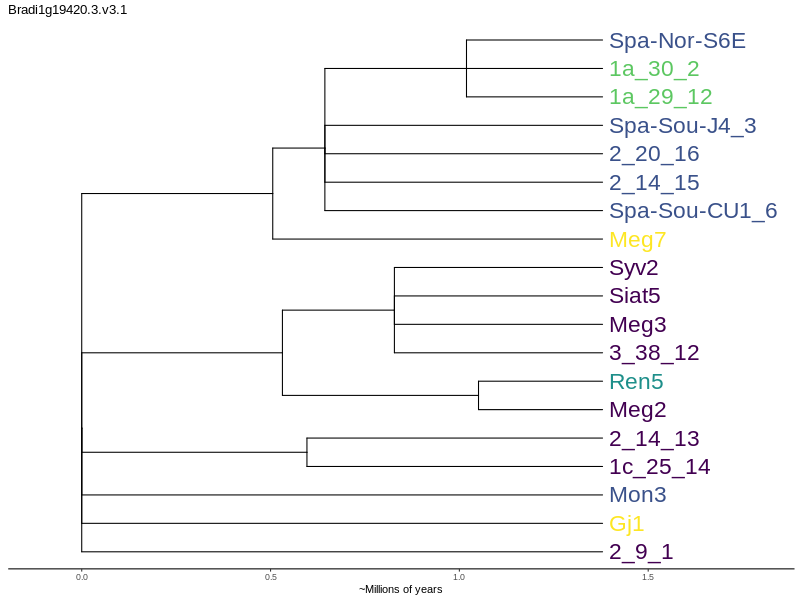 Bradi1g19420.3.v3.1
Spa-Nor-S6E
1a_30_2
1a_29_12
Spa-Sou-J4_3
2_20_16
2_14_15
Spa-Sou-CU1_6
Meg7
Syv2
Siat5
Meg3
3_38_12
Ren5
Meg2
2_14_13
1c_25_14
Mon3
Gj1
2_9_1
0.0 0.5 1.0 1.5
~Millions of years